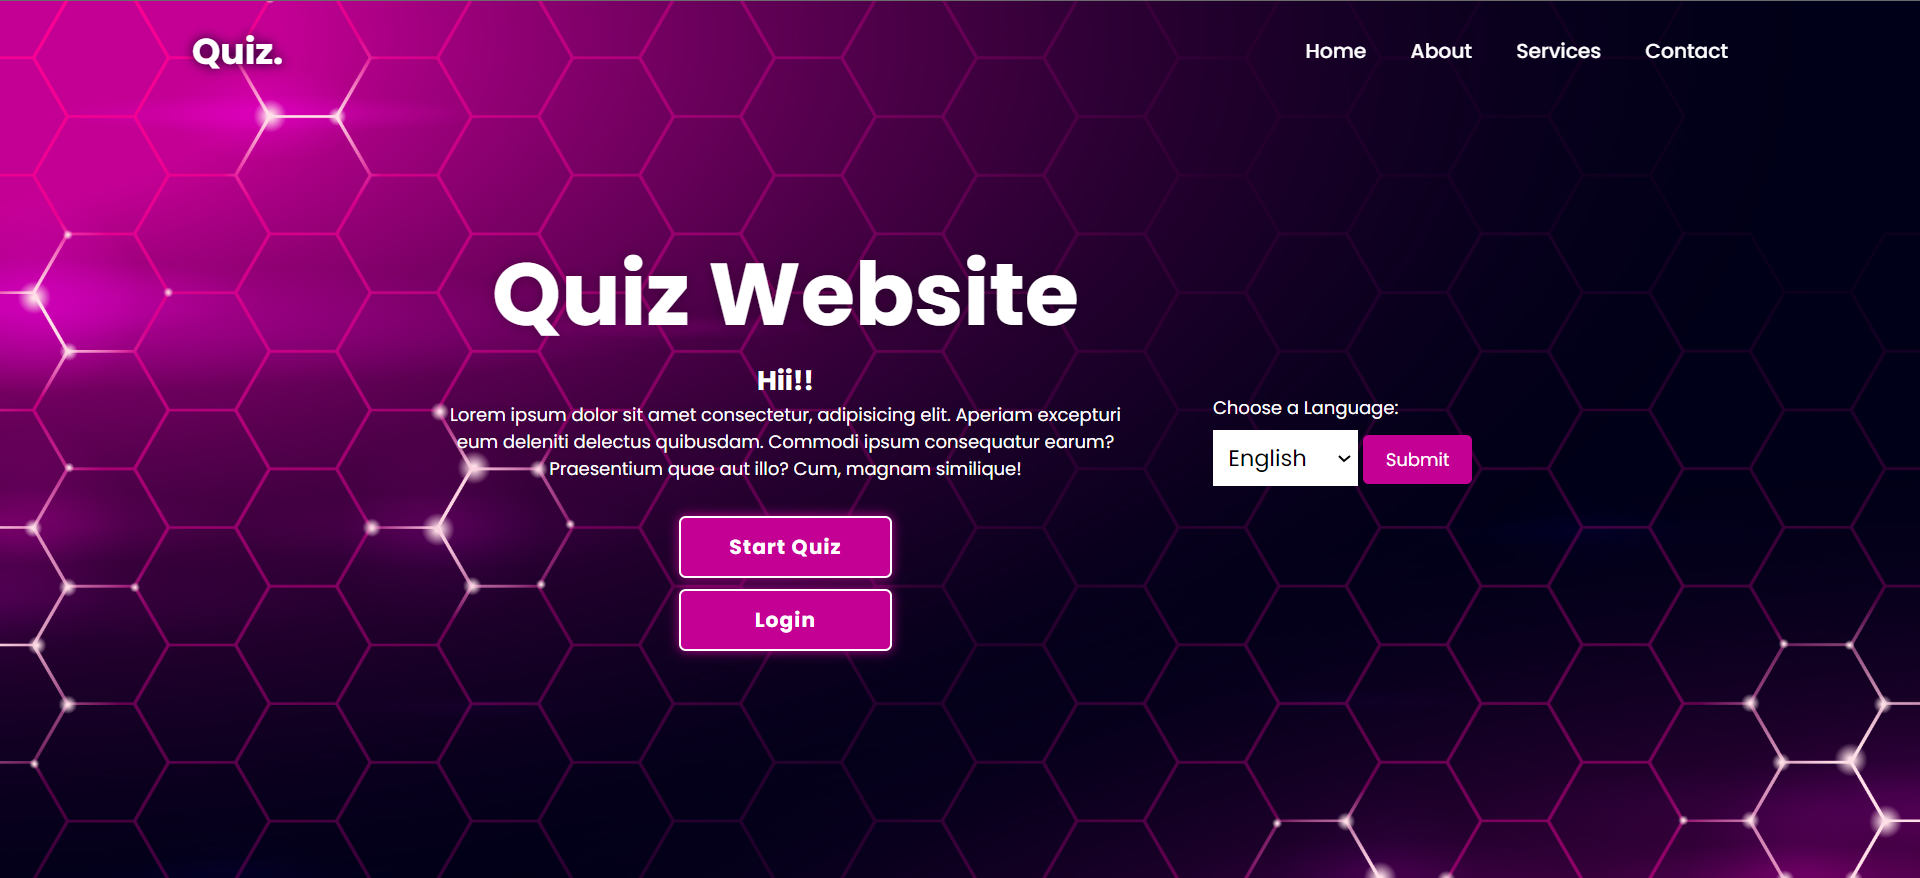 Quiz.
Home About Services Contact
Quiz Website
Hii!!
Lorem ipsum dolor sit amet consectetur, adipisicing elit. Aperiam excepturi
eum deleniti delectus quibusdam. Commodi ipsum consequatur earum?
Praesentium quae aut illo? Cum, magnam similique!
Start Quiz
Login
Choose a Language:
English
Submit